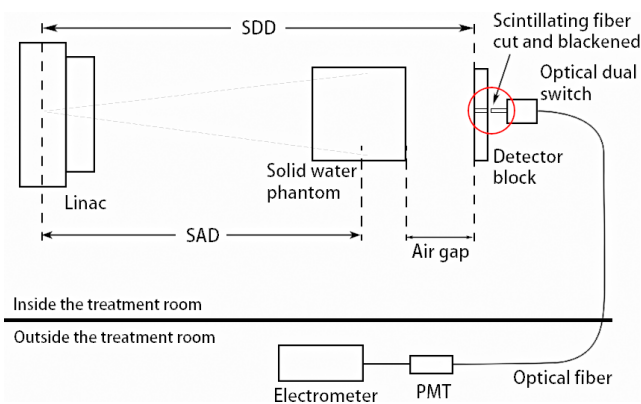 SDD
Scintillating fiber
cut and blackened
Optical dual
switch
Solid water
phantom
Detector
block
Linac
SAD
Air gap
Inside the treatment room
Outside the treatment room
Optical fiber
Electrometer
PMT